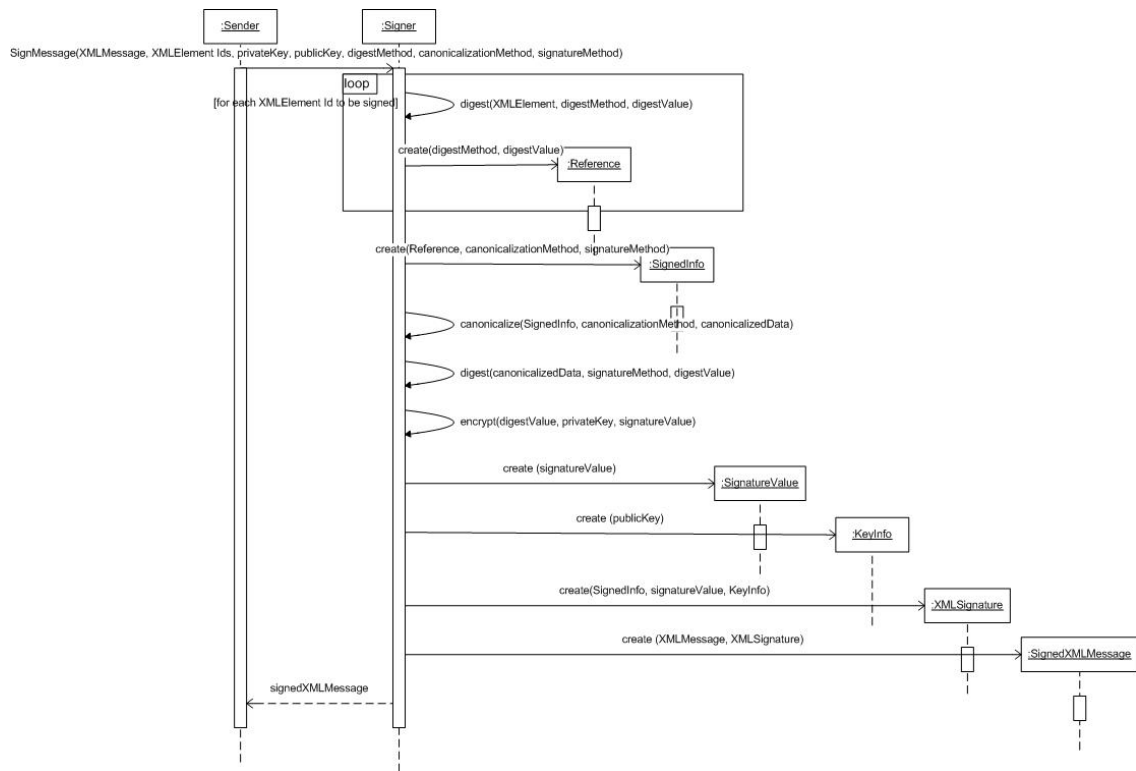 :Sender
:Signer
SignMessage(XMLMessage, XMLElement Ids, privateKey, publicKey, digestMethod, canonicalizationMethod, signatureMethod)
loop
[for each XMLElement Id to be signed]
digest(XMLElement, digestMethod, digestValue)
create(digestMethod, digestValue)
:Reference
create(Reference, canonicalizationMethod, signatureMethod)
:SignedInfo
canonicalize(SignedInfo, canonicalizationMethod, canonicalizedData)
digest(canonicalizedData, signatureMethod, digestValue)
encrypt(digestValue, privateKey, signatureValue)
create (signatureValue)
:SignatureValue
create (publicKey)
:KeyInfo
create(SignedInfo, signatureValue, KeyInfo)
:XMLSignature
create (XMLMessage, XMLSignature)
:SignedXMLMessage
signedXMLMessage